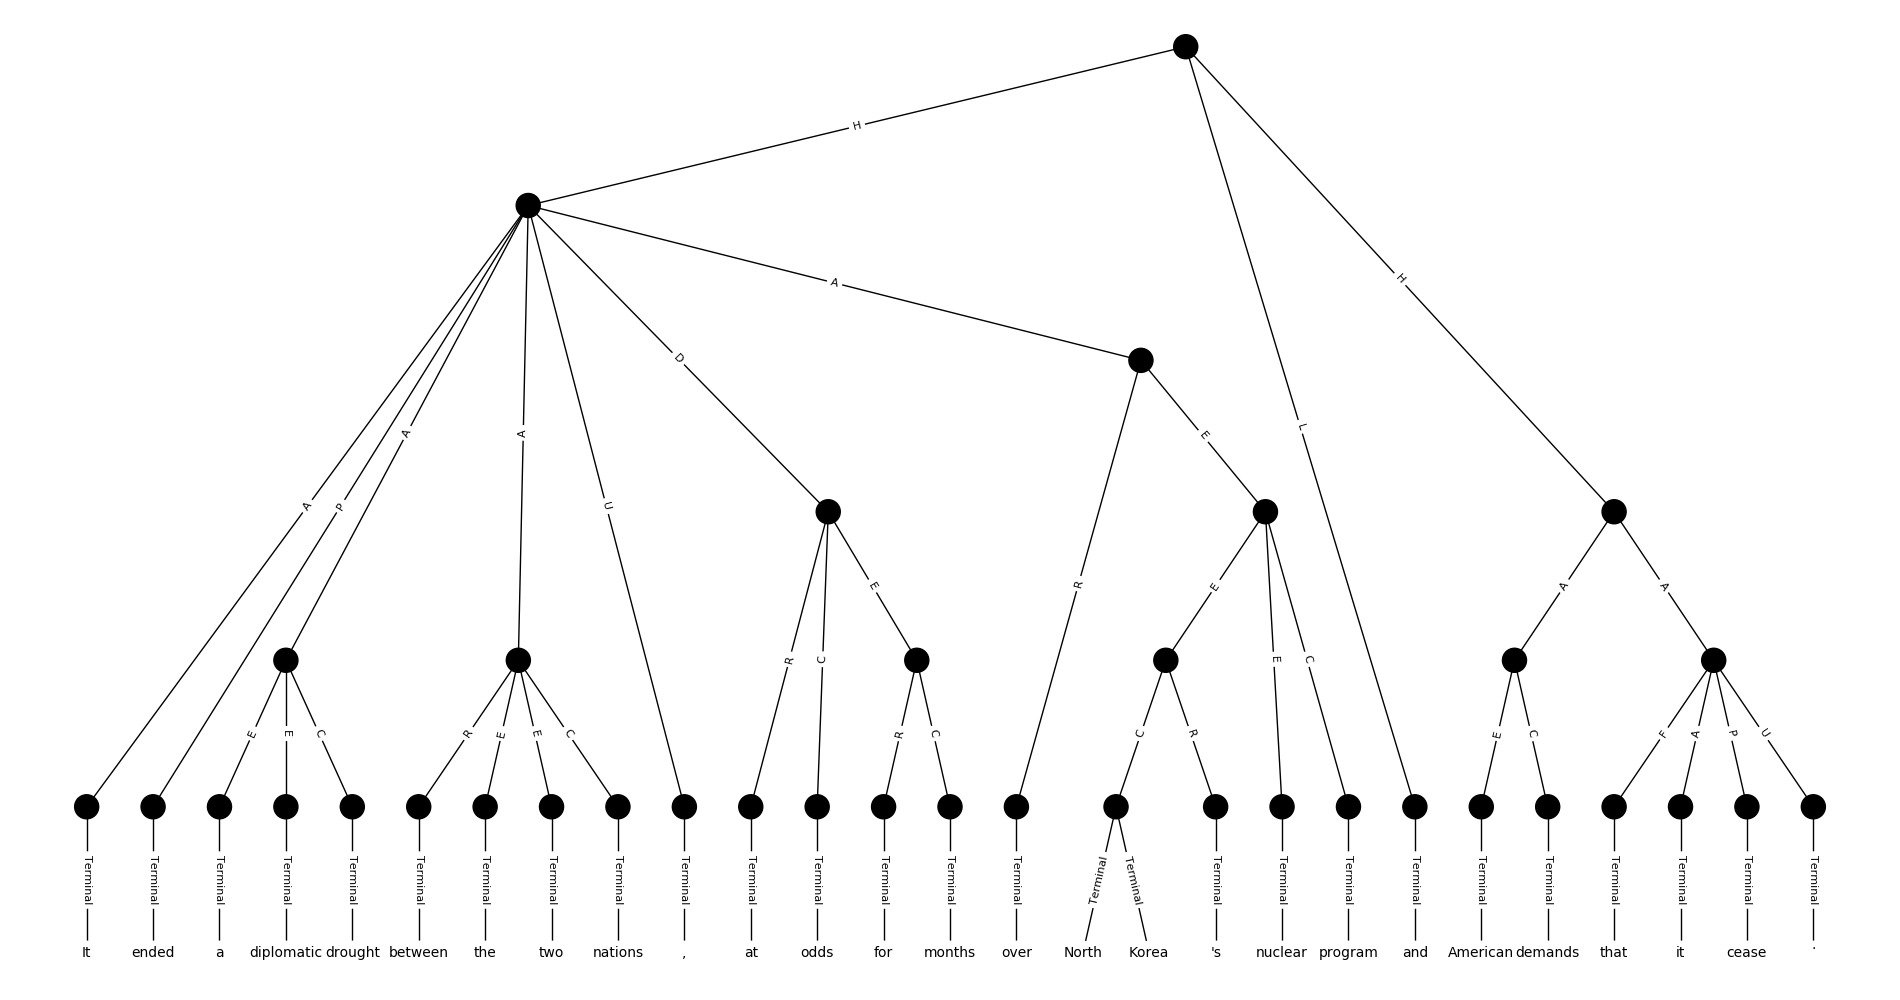 H
A
H
D
L
A
A
A
E
A
P
U
R
E
E
A
A
R
C
E
C
E
E
C
R
E
E
C
R
C
C
R
E
C
F
A
P
U
Terminal Terminal Terminal Terminal Terminal Terminal Terminal Terminal Terminal Terminal Terminal Terminal Terminal Terminal Terminal Terminal Terminal Terminal Terminal Terminal Terminal Terminal Terminal Terminal Terminal Terminal Terminal
It ended a diplomatic drought between the two nations , at odds for months over North Korea 's nuclear program and American demands that it cease .